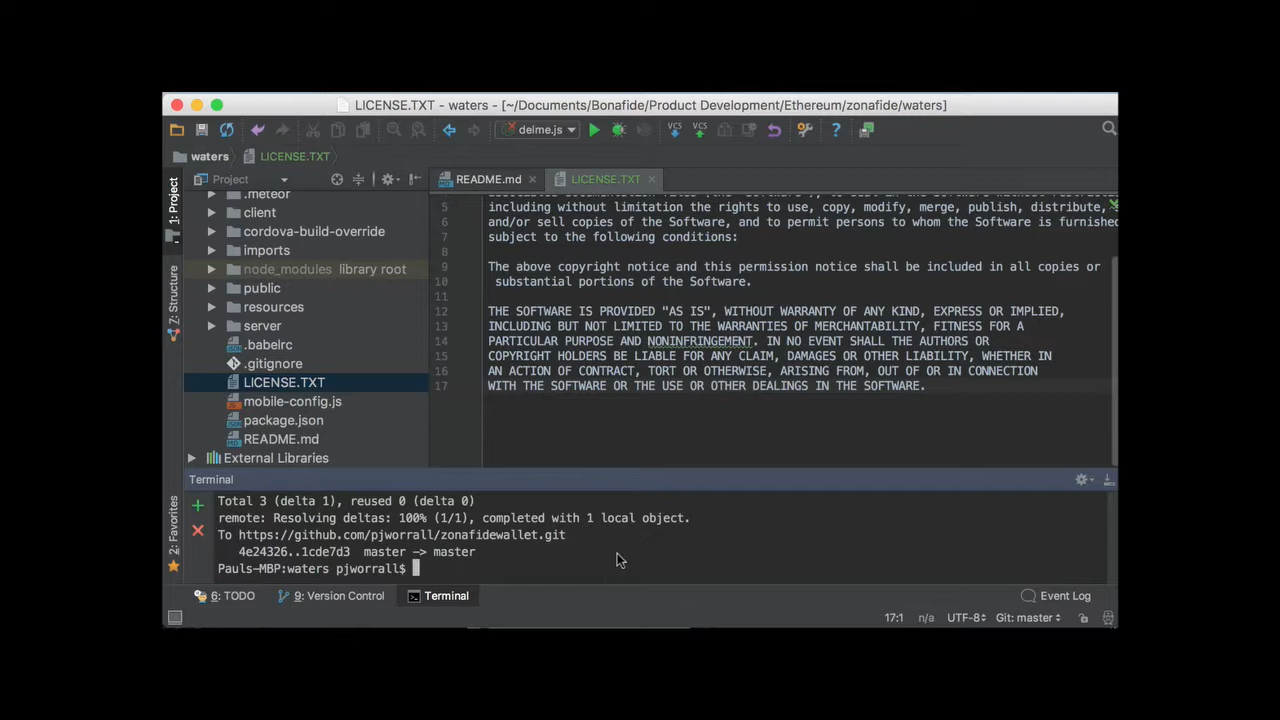 LICENSE.TXT - waters - [~/Documents/Bonafide/Product Development/Ethereum/zonafide/waters]
delme.js
VCS
VCS
waters
LICENSE.TXT
1: Project
7: Structure
2: Favorites
Project
.meteor
client
cordova-build-override
imports
node_modules library root
public
resources
server
.babelrc
.gitignore
LICENSE.TXT
mobile-config.js
package.json
README.md
External Libraries
README.md
LICENSE.TXT
5 including without limitation the rights to use, copy, modify, merge, publish, distribute,
6 and/or sell copies of the Software, and to permit persons to whom the Software is furnished
7 subject to the following conditions:
8
9 The above copyright notice and this permission notice shall be included in all copies or
10 substantial portions of the Software.
11
12 THE SOFTWARE IS PROVIDED "AS IS", WITHOUT WARRANTY OF ANY KIND, EXPRESS OR IMPLIED,
13 INCLUDING BUT NOT LIMITED TO THE WARRANTIES OF MERCHANTABILITY, FITNESS FOR A
14 PARTICULAR PURPOSE AND NONINFRINGEMENT. IN NO EVENT SHALL THE AUTHORS OR
15 COPYRIGHT HOLDERS BE LIABLE FOR ANY CLAIM, DAMAGES OR OTHER LIABILITY, WHETHER IN
16 AN ACTION OF CONTRACT, TORT OR OTHERWISE, ARISING FROM, OUT OF OR IN CONNECTION
17 WITH THE SOFTWARE OR THE USE OR OTHER DEALINGS IN THE SOFTWARE.
Terminal
Total 3 (delta 1), reused 0 (delta 0)
remote: Resolving deltas: 100% (1/1), completed with 1 local object.
To https://github.com/pjworrall/zonafidewallet.git
4e24326..1cde7d3 master -> master
Pauls-MBP:waters pjworrall$
6: TODO
9: Version Control
Terminal
Event Log
17:1 n/a UTF-8 Git: master